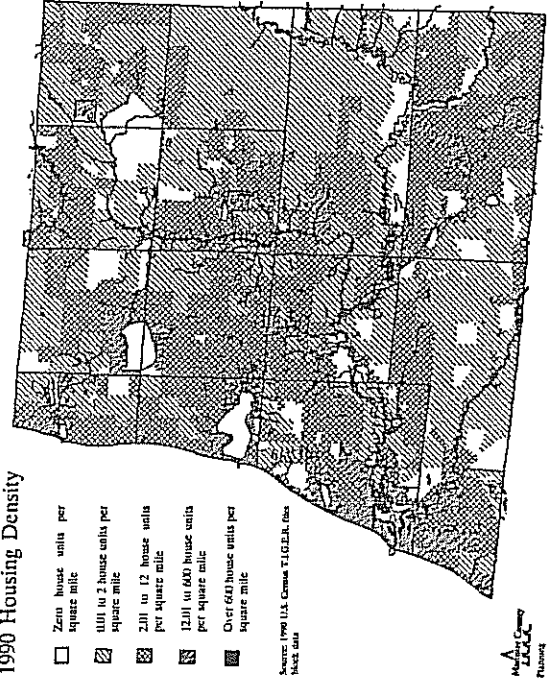 1990 Housing Density
Zero house units per
square mile
0.01 to 2 house units per
square mile
2.01 to 12 house units
per square mile
12.01 to 600 house units
per square mile
Over 600 house units per
square mile
Source: 1990 U.S. Census T.I.G.E.R. files
block data
County
Planning